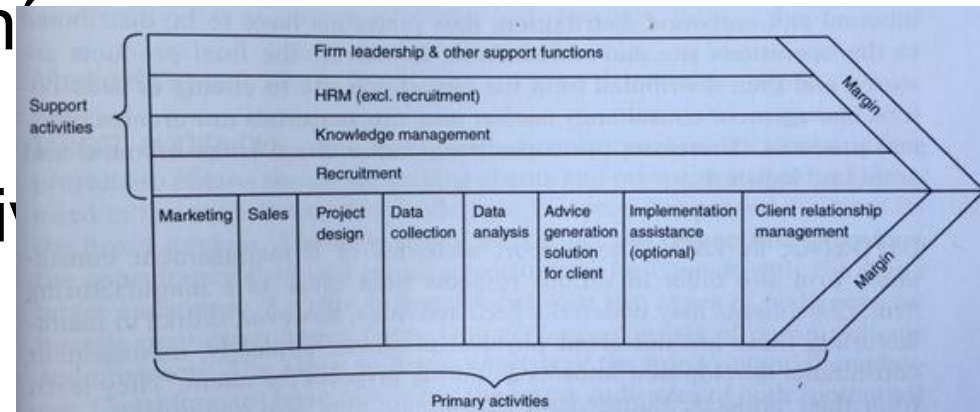 Firm leadership & other support functions
HRM (excl. recruitment)
Knowledge management
Recruitment
Support
activities
Margin
Marketing
Sales
Project
design
Data
collection
Data
analysis
Advice
generation
solution
for client
Implementation
assistance
(optional)
Client relationship
management
Margin
Primary activities